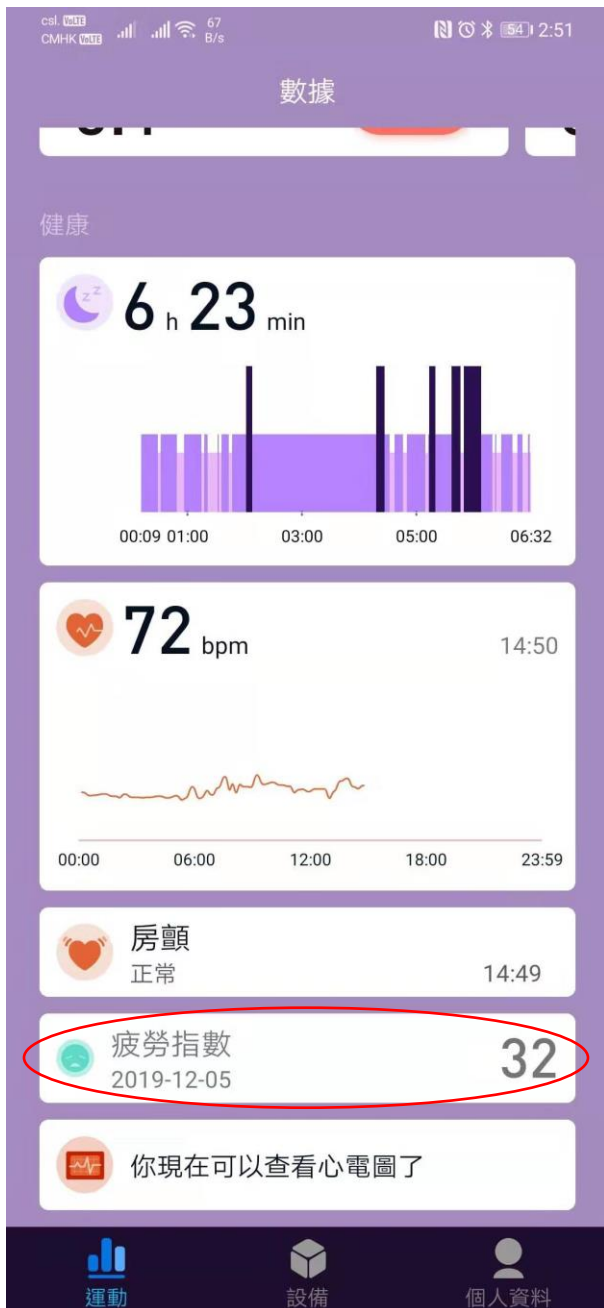 csl. VoLTE
CMHK VoLTE
67
B/s
54 2:51
數據
健康
z z
6 h 23 min
00:09 01:00 03:00 05:00 06:32
72 bpm
14:50
00:00 06:00 12:00 18:00 23:59
房顫
正常
14:49
疲勞指數
32
2019-12-05
你現在可以查看心電圖了
運動 設備 個人資料